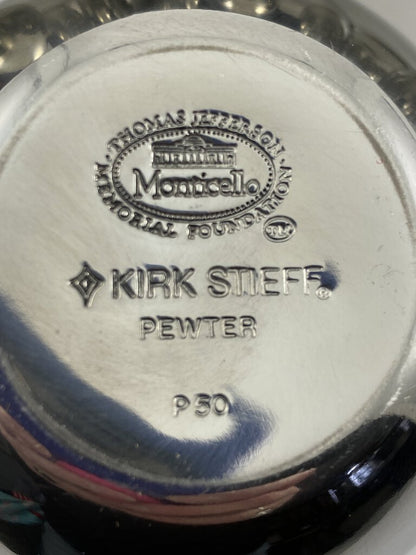 THOMAS JEFFERSON
Monticello®
MEMORIAL FOUNDATION
KIRK STIEFF®
PEWTER
P50